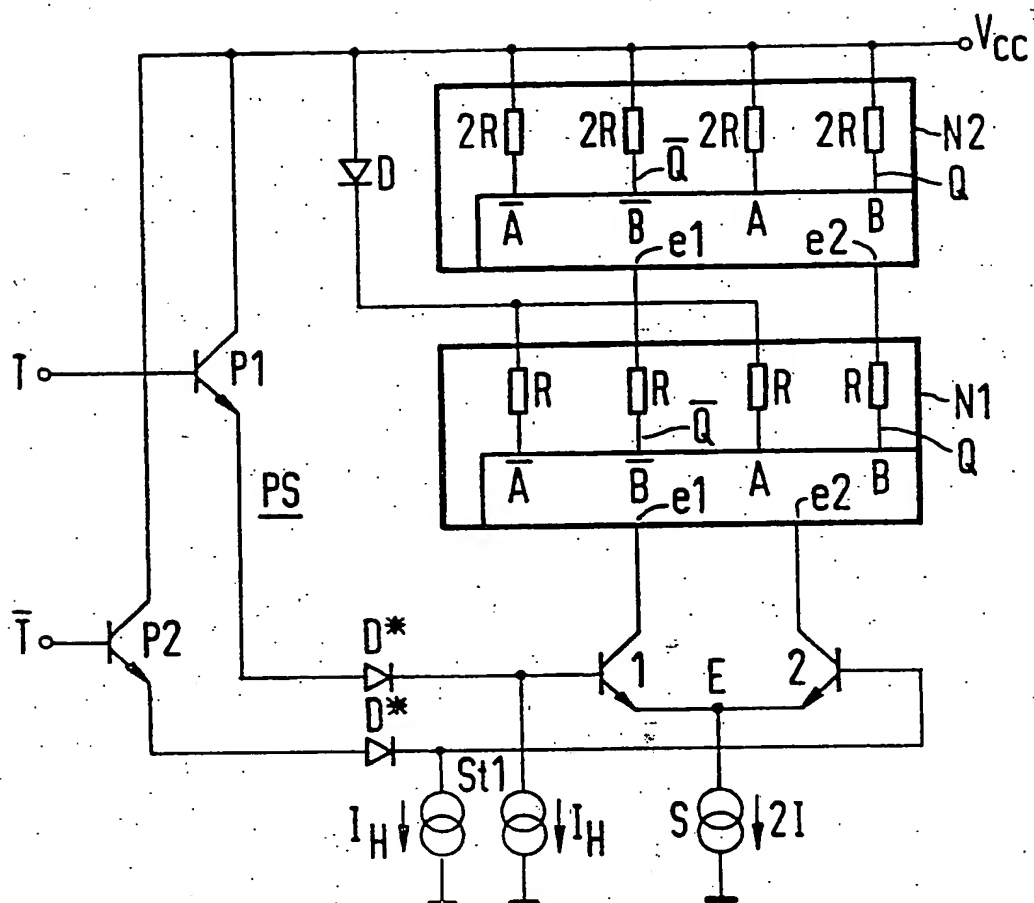 V_CC
2R 2R 2R 2R N2
Q̅ Q
D
A̅ B̅ A B
e1 e2
T P1
R R R R N1
Q̅ Q
A̅ B̅ A B
PS e1 e2
T̅ P2
D* 1 E 2
D*
St1
I_H I_H S 2I